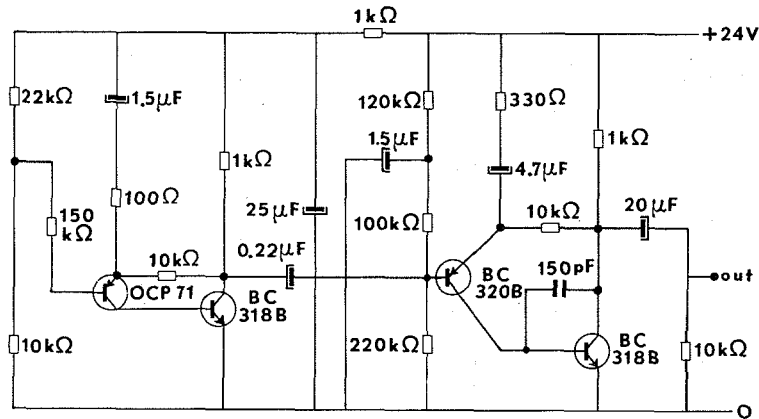 1kΩ
+24V
22kΩ
1.5µF
120kΩ
330Ω
1kΩ
1.5µF
1kΩ
4.7µF
150
kΩ
100Ω
25µF
100kΩ
10kΩ
20µF
10kΩ
0.22µF
OCP 71
BC
318B
BC
320B
150pF
out
10kΩ
220kΩ
BC
318B
10kΩ
0